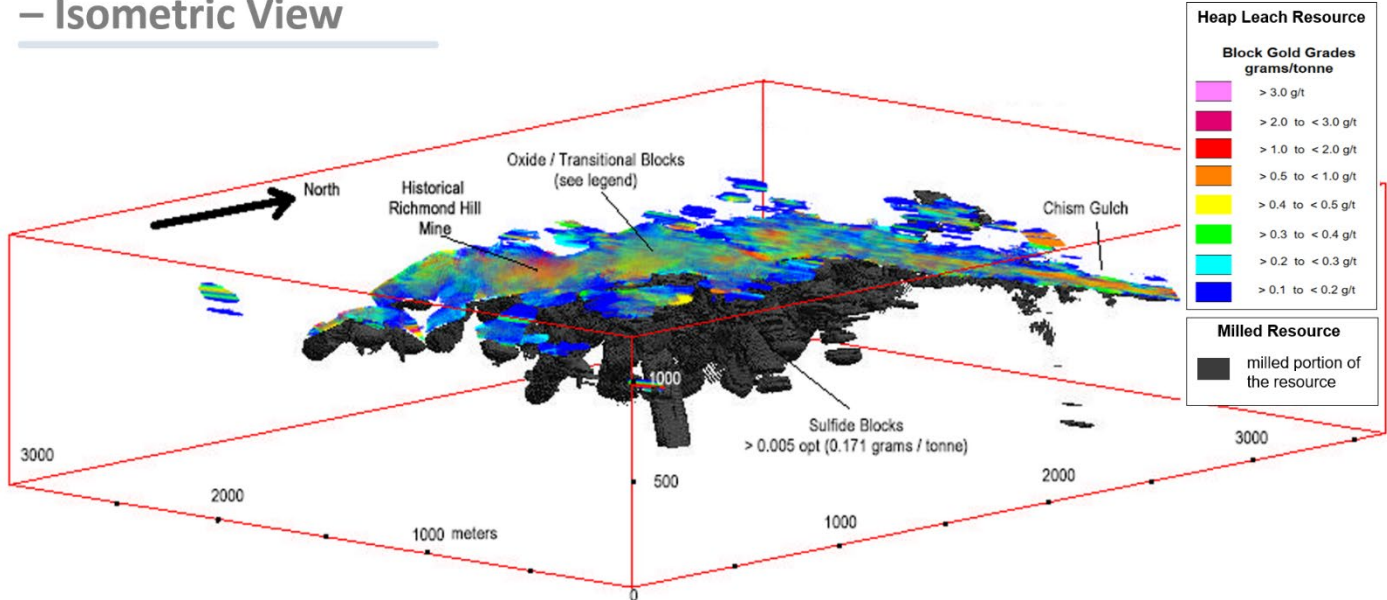 – Isometric View
Heap Leach Resource
Block Gold Grades
grams/tonne
> 3.0 g/t
> 2.0 to < 3.0 g/t
> 1.0 to < 2.0 g/t
> 0.5 to < 1.0 g/t
> 0.4 to < 0.5 g/t
> 0.3 to < 0.4 g/t
> 0.2 to < 0.3 g/t
> 0.1 to < 0.2 g/t
Milled Resource
milled portion of
the resource
North
Historical
Richmond Hill
Mine
Oxide / Transitional Blocks
(see legend)
Chism Gulch
Sulfide Blocks
> 0.005 opt (0.171 grams / tonne)
3000
2000
1000 meters
0
500
1000
1000
2000
3000